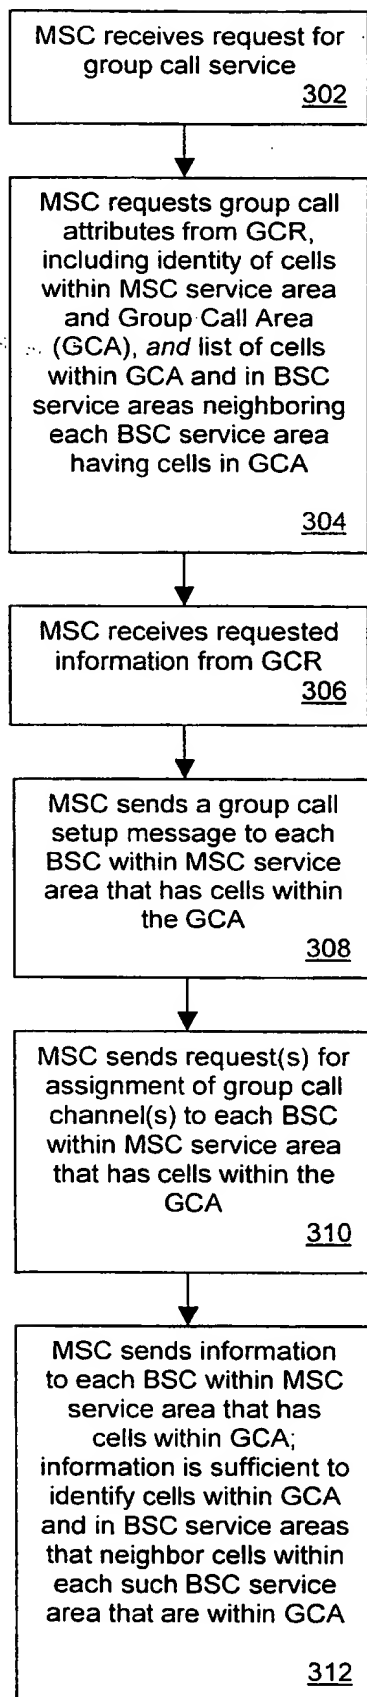 MSC receives request for
group call service
302
MSC requests group call
attributes from GCR,
including identity of cells
within MSC service area
and Group Call Area
(GCA), and list of cells
within GCA and in BSC
service areas neighboring
each BSC service area
having cells in GCA
304
MSC receives requested
information from GCR
306
MSC sends a group call
setup message to each
BSC within MSC service
area that has cells within
the GCA
308
MSC sends request(s) for
assignment of group call
channel(s) to each BSC
within MSC service area
that has cells within the
GCA
310
MSC sends information
to each BSC within MSC
service area that has
cells within GCA;
information is sufficient to
identify cells within GCA
and in BSC service areas
that neighbor cells within
each such BSC service
area that are within GCA
312